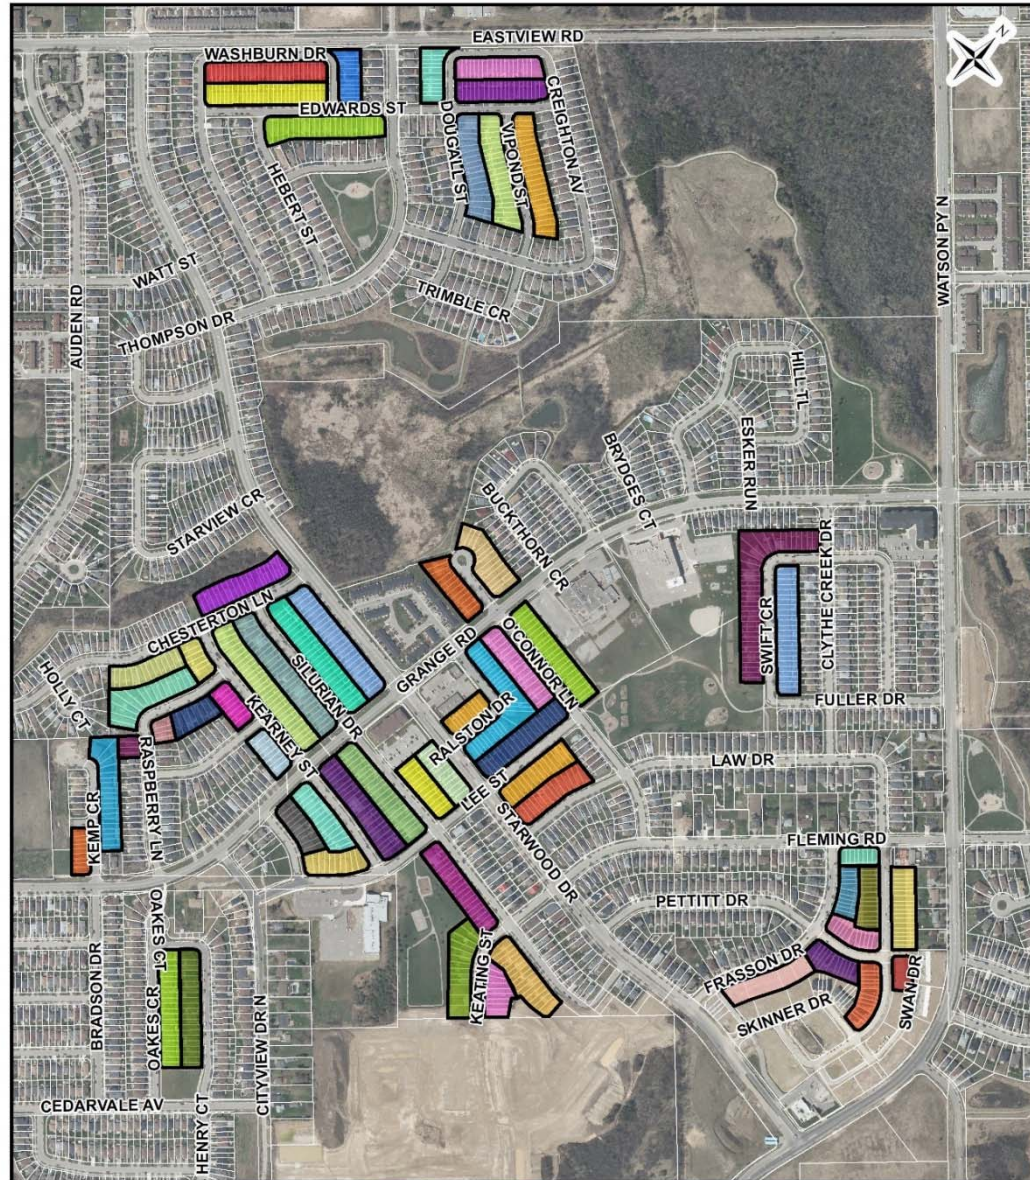 EASTVIEW RD
N
WASHBURN DR
EDWARDS ST
CREIGHTON AV
DOUGALL ST
VIPOND ST
HEBERT ST
WATT ST
WATSON PY N
AUDEN RD
TRIMBLE CR
THOMPSON DR
HILL TL
ESKER RUN
BRYDGES CT
STARVIEW CR
BUCKTHORN CR
CLYTHE CREEK DR
CHESTERTON LN
O'CONNOR LN
SWIFT CR
HOLLY CT
GRANGE RD
SILURIAN DR
KEARNEY ST
RALSTON DR
FULLER DR
RASPBERRY LN
KEMP CR
LEE ST
LAW DR
STARWOOD DR
FLEMING RD
PETTITT DR
OAKES CT
BRADSON DR
KEATING ST
FRASSON DR
SKINNER DR
SWAN DR
OAKES CR
CITYVIEW DR N
CEDARVALE AV
HENRY CT